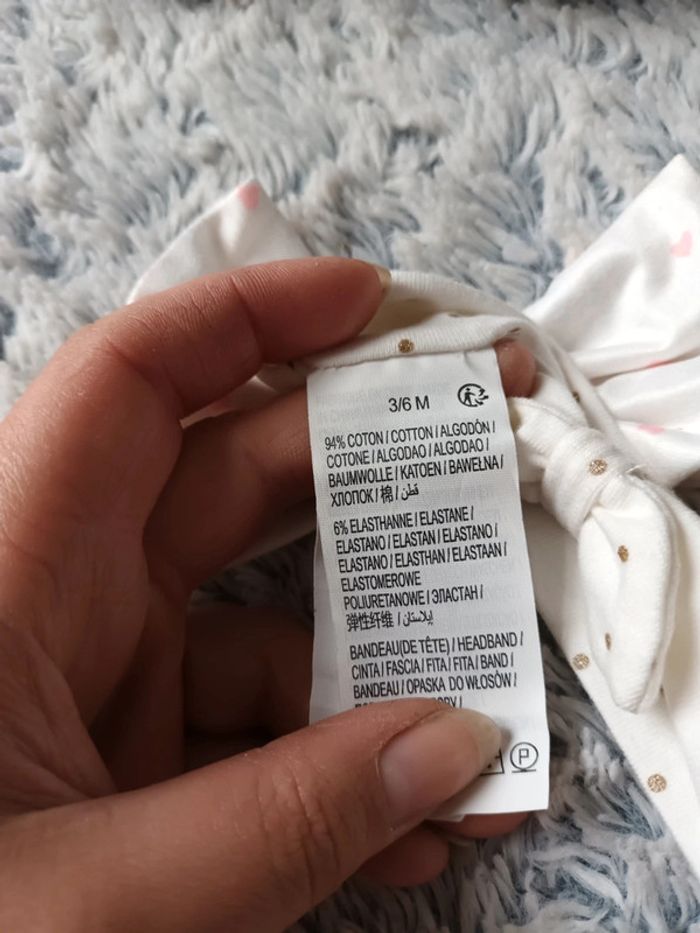 3/6 M
94% COTON / COTTON / ALGODÓN /
COTONE / ALGODAO / ALGODAO /
BAUMWOLLE / KATOEN / BAWEŁNA /
ХЛОПОК / 棉 / قطن
6% ELASTHANNE / ELASTANE /
ELASTANO / ELASTAN / ELASTANO /
ELASTANO / ELASTHAN / ELASTAAN /
ELASTOMEROWE
POLIURETANOWE / ЭЛАСТАН /
弹性纤维 / إيلاستان
BANDEAU(DE TÊTE) / HEADBAND /
CINTA / FASCIA / FITA / FITA / BAND /
BANDEAU / OPASKA DO WŁOSÓW /
P